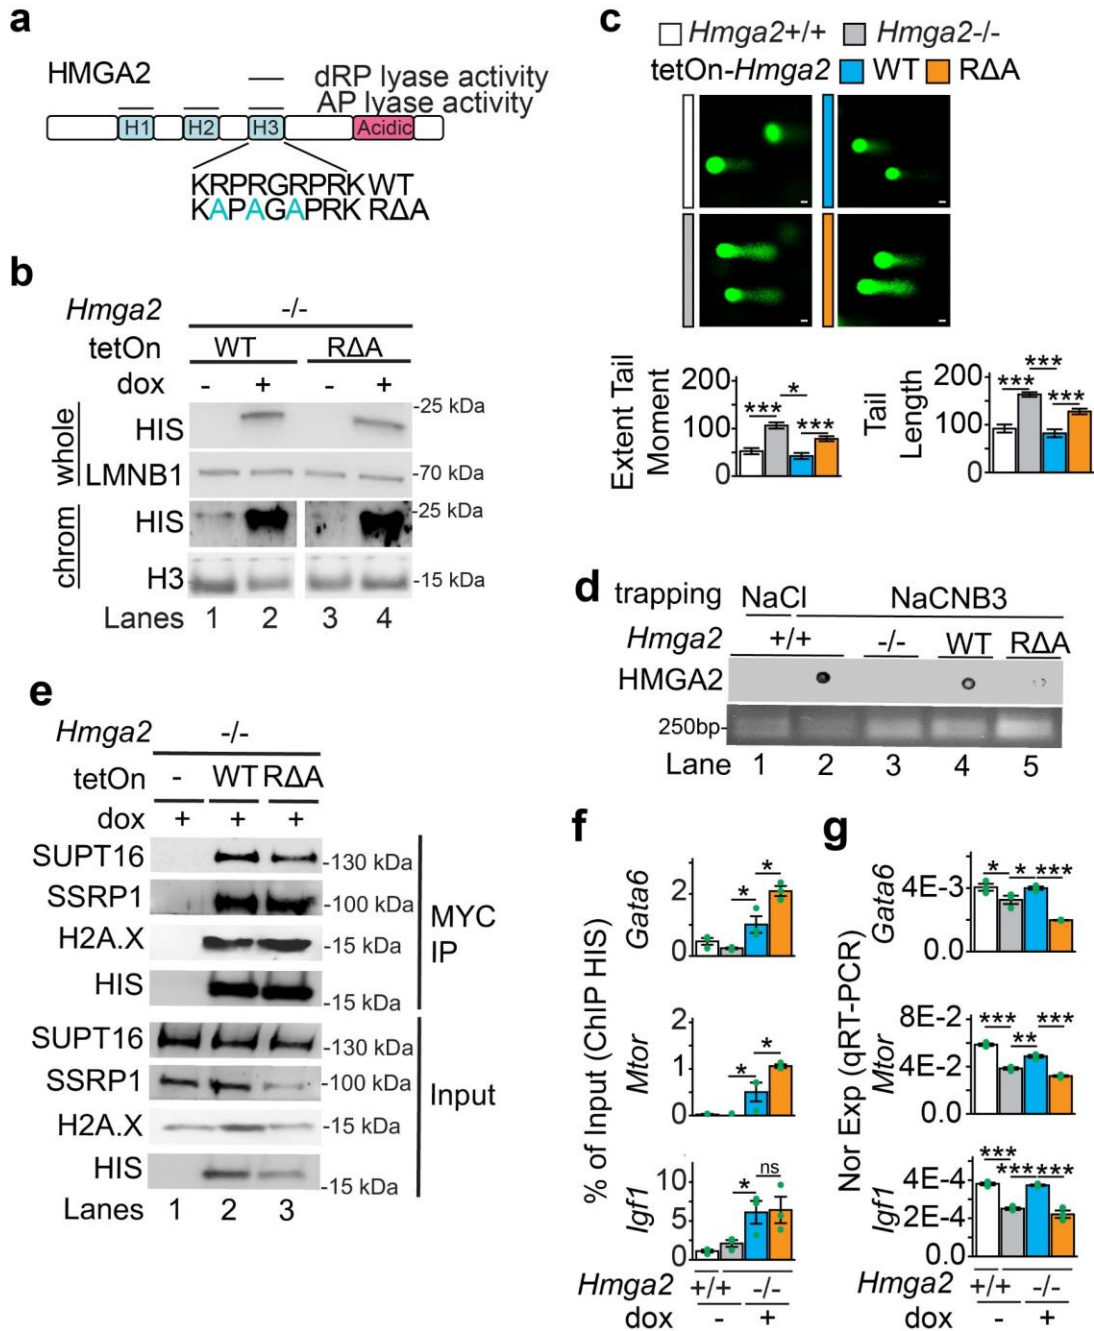 a
HMGA2
dRP lyase activity
AP lyase activity
H1 H2 H3 Acidic
KRPRGRPRK WT
KAPAGAPRK RΔA
b
Hmga2 -/-
tetOn WT RΔA
dox - + - +
whole
HIS -25 kDa
LMNB1 -70 kDa
chrom
HIS -25 kDa
H3 -15 kDa
Lanes 1 2 3 4
c
Hmga2+/+ Hmga2-/-
tetOn-Hmga2 WT RΔA
Extent Tail
Moment
200
100
0
*** *
***
Tail
Length
200
100
0
***
*** ***
d
trapping NaCl NaCNB3
Hmga2 +/+ -/- WT RΔA
HMGA2
250bp-
Lane 1 2 3 4 5
e
Hmga2 -/-
tetOn - WT RΔA
dox + + +
SUPT16 -130 kDa
SSRP1 -100 kDa
H2A.X -15 kDa
HIS -15 kDa
MYC
IP
SUPT16 -130 kDa
SSRP1 -100 kDa
H2A.X -15 kDa
HIS -15 kDa
Input
Lanes 1 2 3
f
% of Input (ChIP HIS)
Gata6
2
0
* *
Mtor
2
1
0
* *
Igf1
10
5
0
* ns
Hmga2 +/+ -/-
dox - +
g
Nor Exp (qRT-PCR)
Gata6
4E-3
0.0
* * ***
Mtor
8E-2
4E-2
0.0
*** ** ***
Igf1
4E-4
2E-4
0.0
***
*** ***
Hmga2 +/+ -/-
dox - +